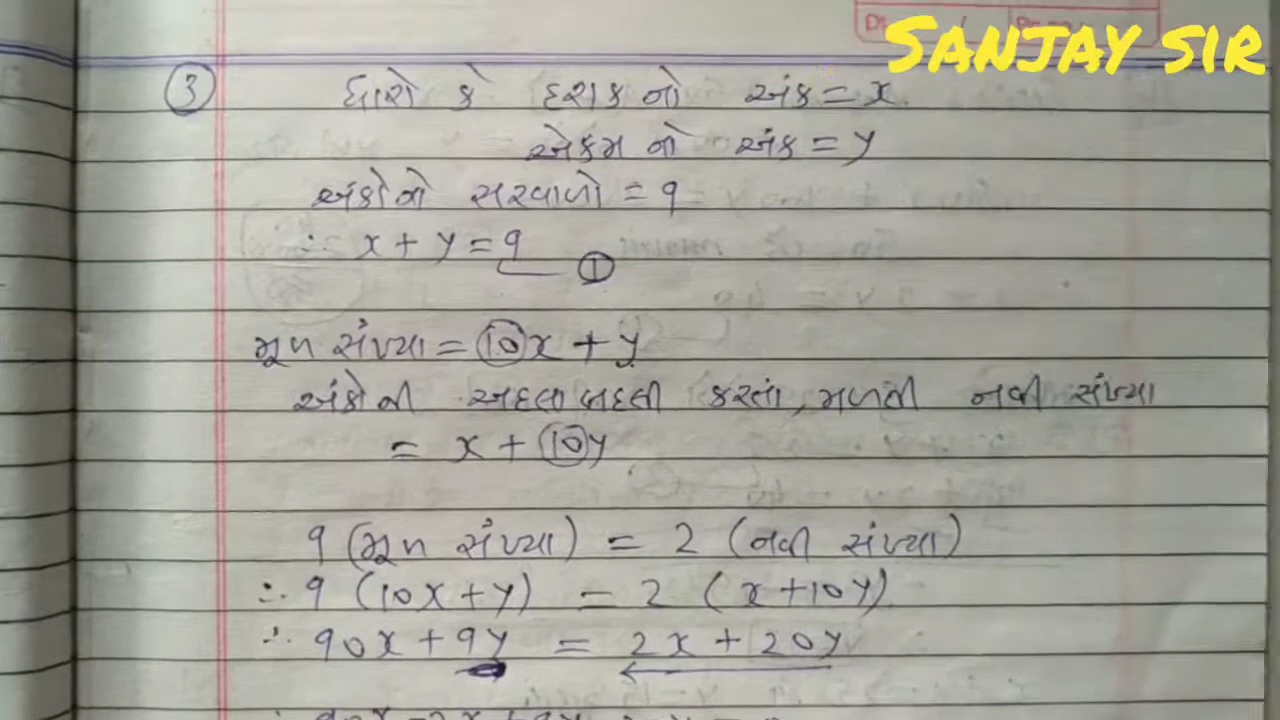 SANJAY SIR
③ ધારો કે દશકનો અંક = x
એકમનો અંક = y
અંકોનો સરવાળો = 9
∴ x + y = 9 ①
મૂળ સંખ્યા = 10x + y
અંકોની અદલાબદલી કરતાં, મળતી નવી સંખ્યા
= x + 10y
9 (મૂળ સંખ્યા) = 2 (નવી સંખ્યા)
∴ 9 (10x + y) = 2 (x + 10y)
∴ 90x + 9y = 2x + 20y